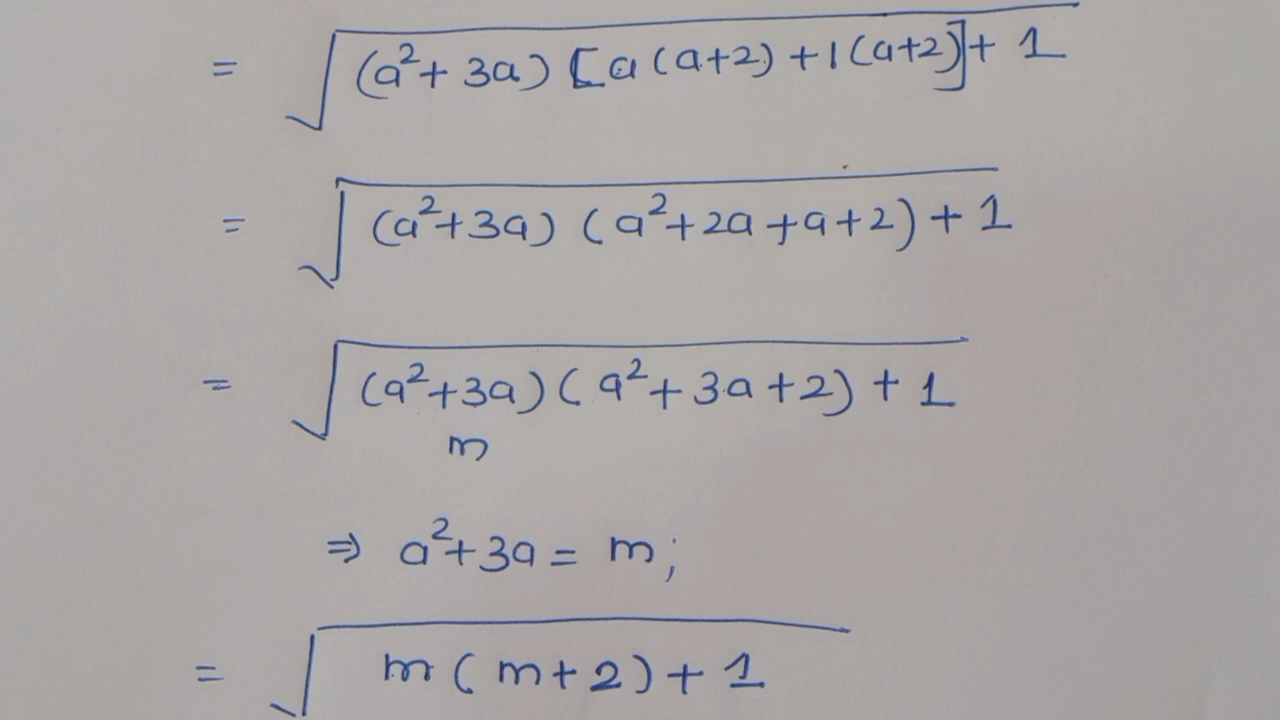 = √(a²+3a) [a(a+2)+1(a+2)]+1
= √(a²+3a) (a²+2a+a+2)+1
= √(a²+3a)(a²+3a+2)+1
m
⇒ a²+3a = m;
= √m(m+2)+1